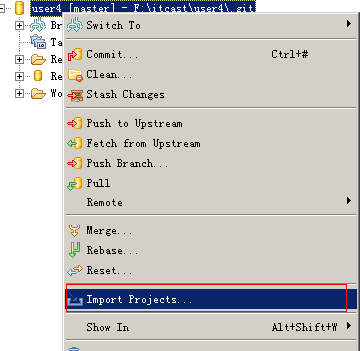 user4 [master] - F:\itcast\user4\.git
Br
Ta
Re
Re
Wo
Switch To
Commit... Ctrl+#
Clean...
Stash Changes
Push to Upstream
Fetch from Upstream
Push Branch...
Pull
Remote
Merge...
Rebase...
Reset...
Import Projects...
Show In Alt+Shift+W